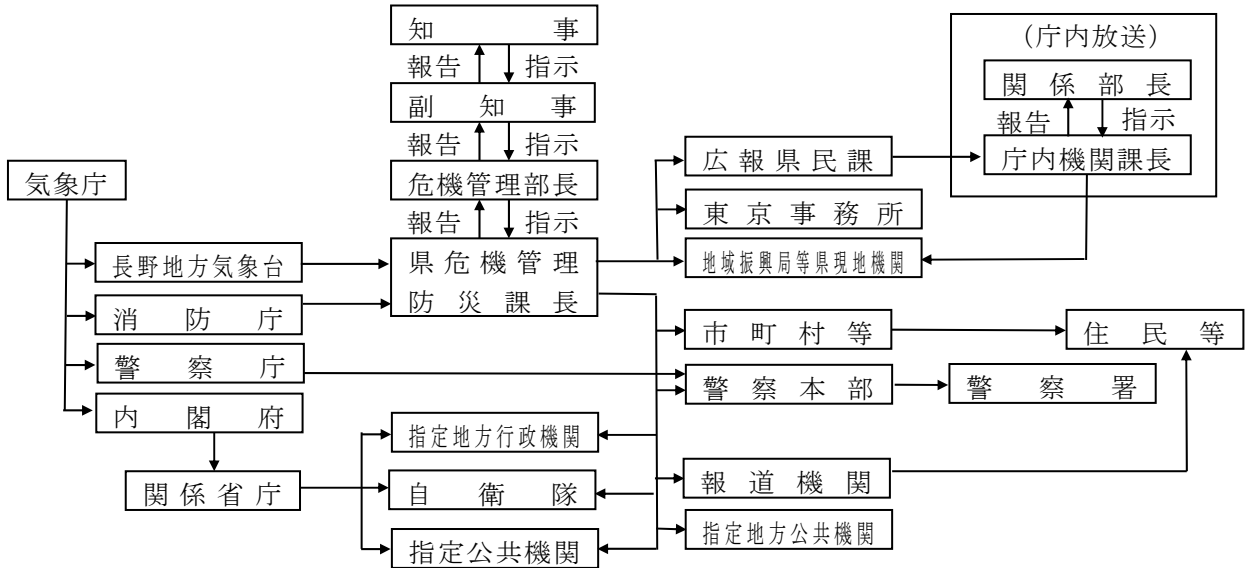 知事
報告 指示
副知事
報告 指示
危機管理部長
報告 指示
県危機管理
防災課長
(庁内放送)
関係部長
報告 指示
庁内機関課長
広報県民課
東京事務所
地域振興局等県現地機関
気象庁
長野地方気象台
消防庁
警察庁
内閣府
関係省庁
市町村等
住民等
警察本部
警察署
指定地方行政機関
自衛隊
指定公共機関
報道機関
指定地方公共機関